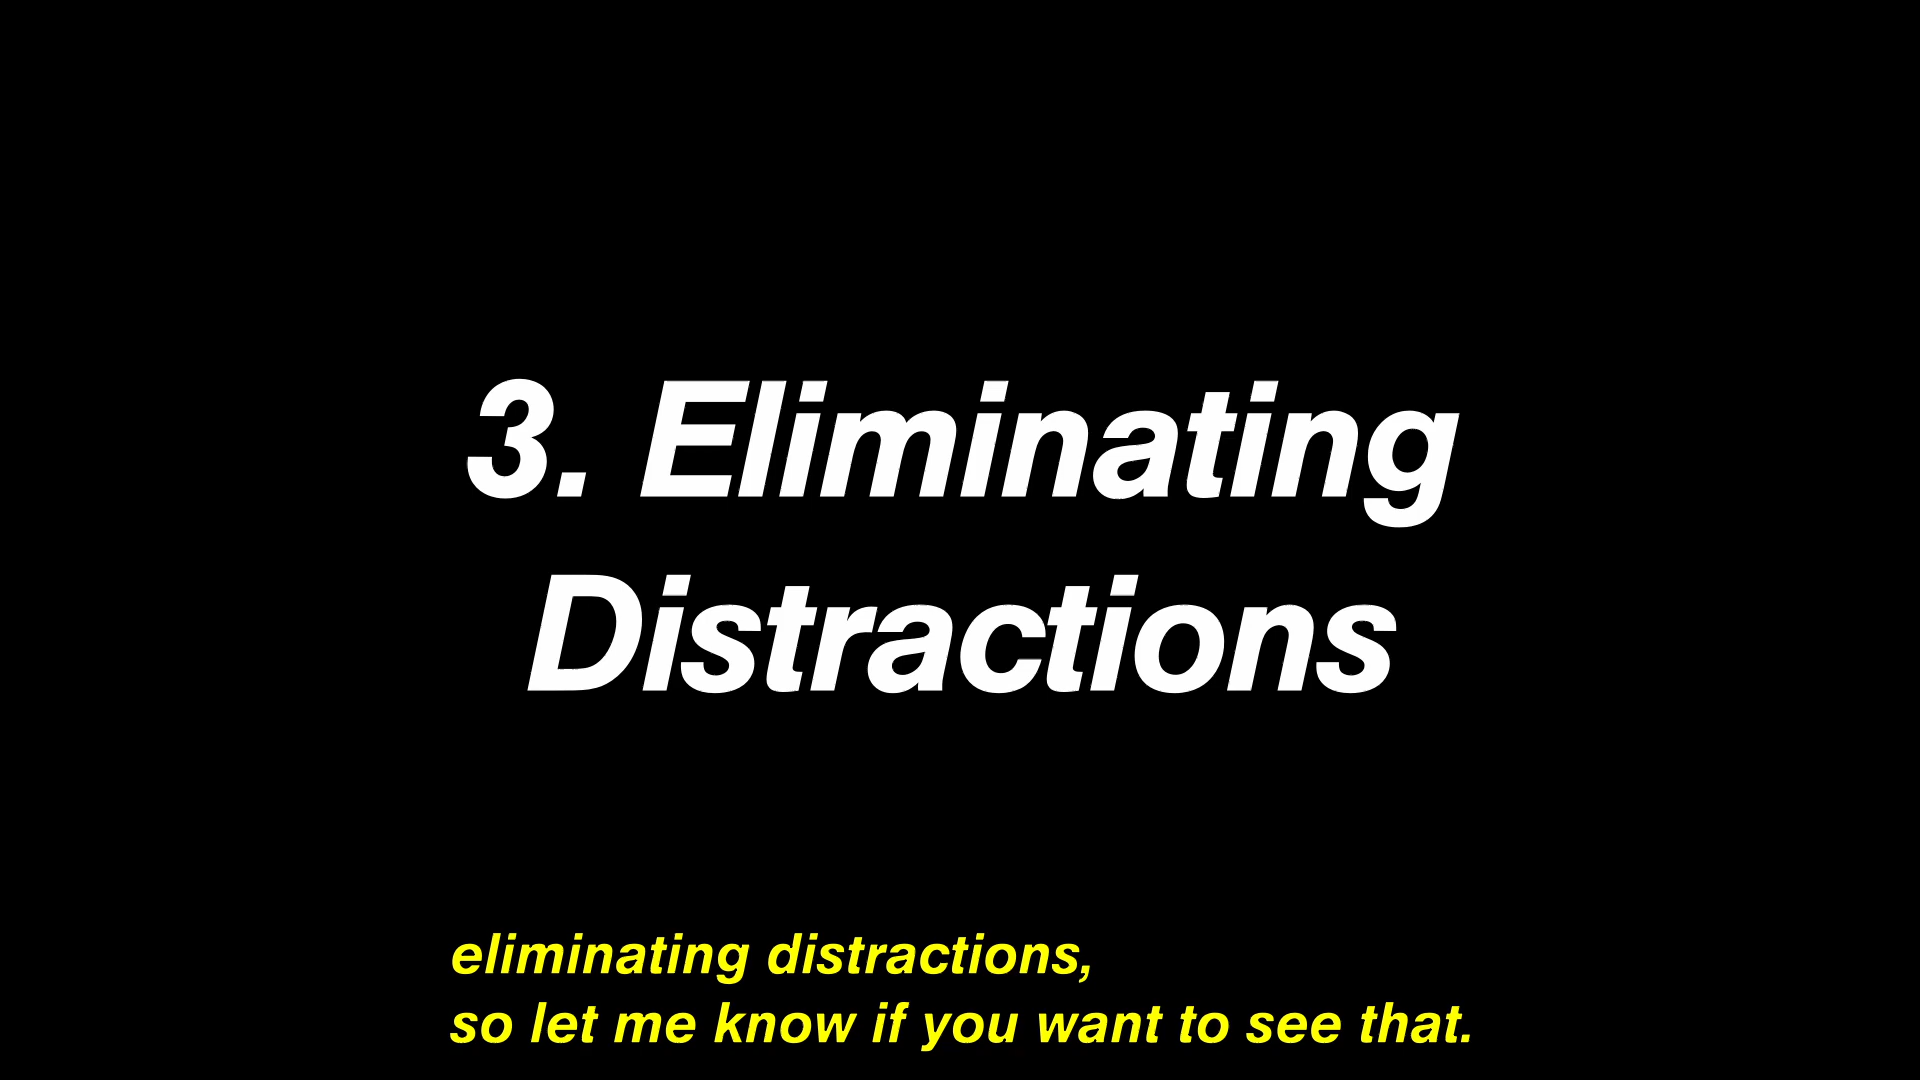 3. Eliminating
Distractions
eliminating distractions,
so let me know if you want to see that.